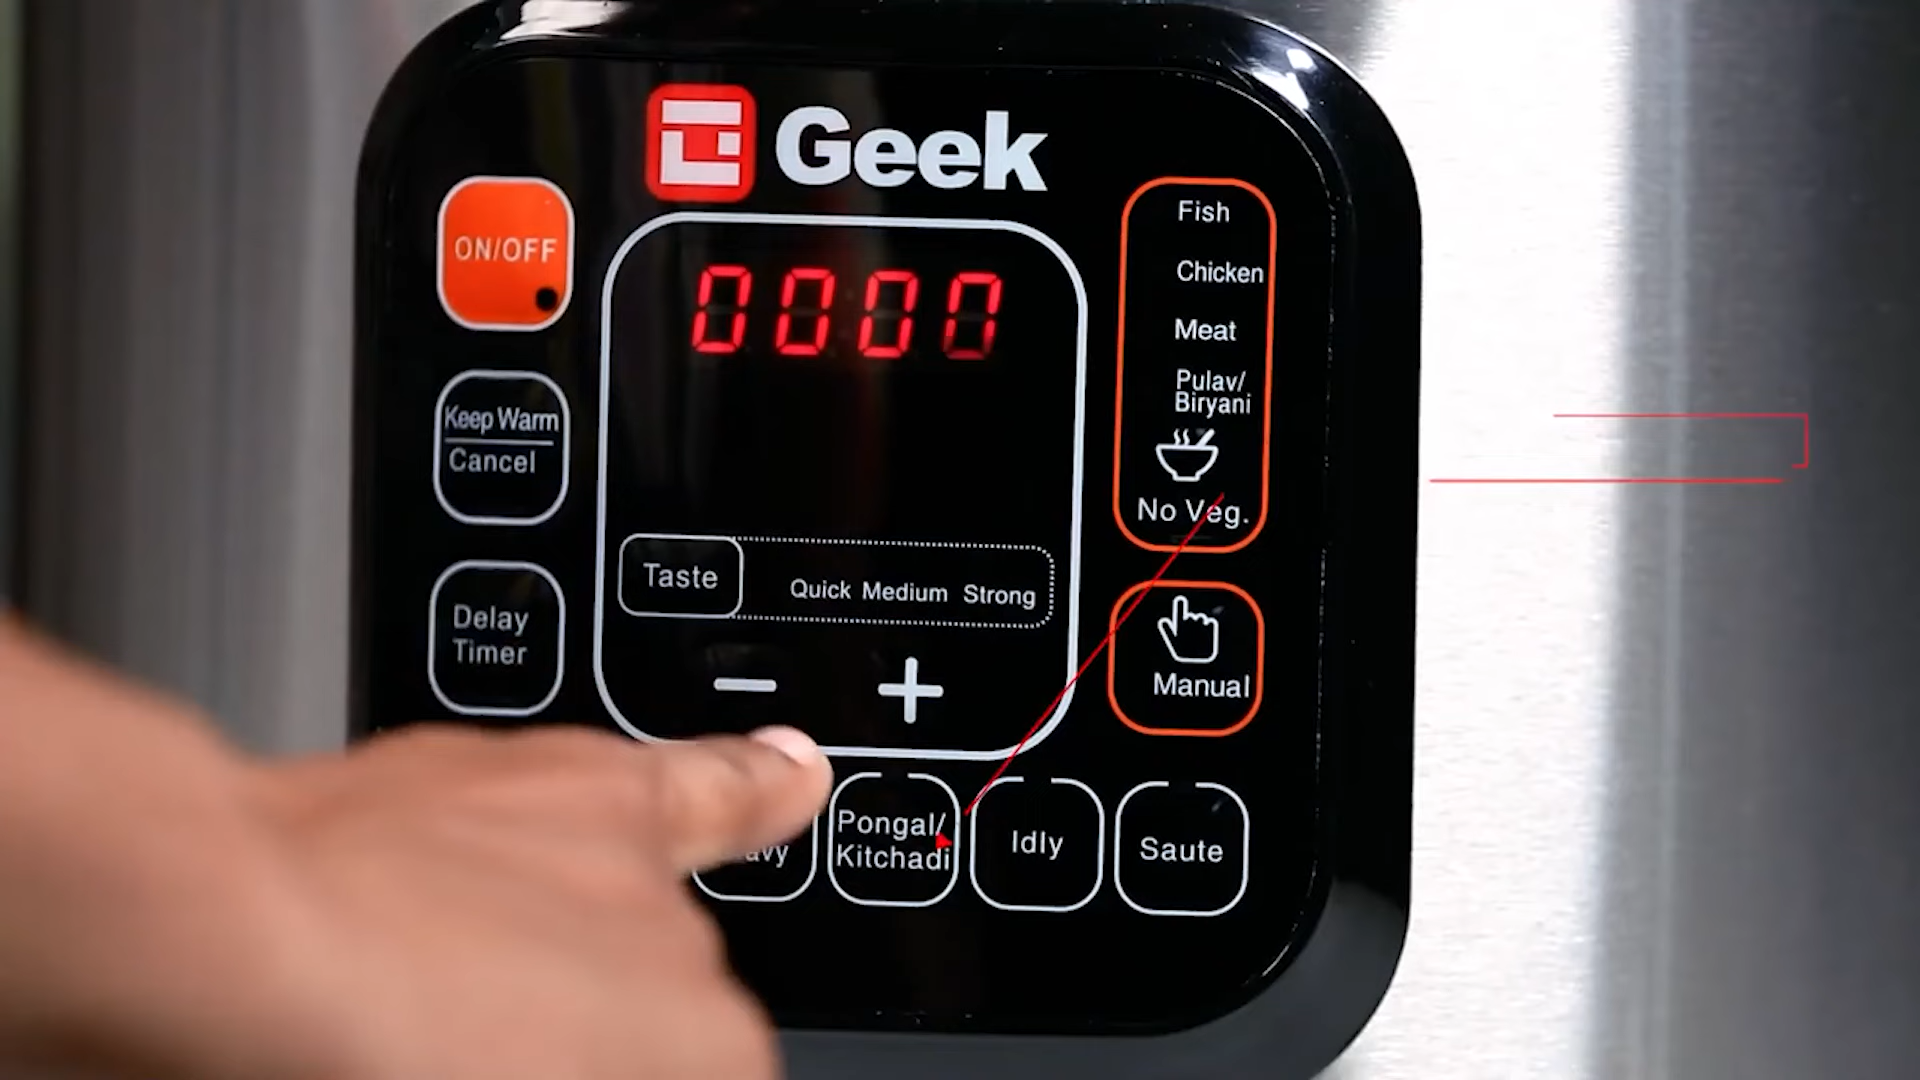 Geek
ON/OFF
0000
Fish
Chicken
Meat
Pulav/
Biryani
No Veg.
Keep Warm
Cancel
Taste
Quick Medium Strong
Delay
Timer
Manual
Pongal/
Kitchadi
Idly
Saute